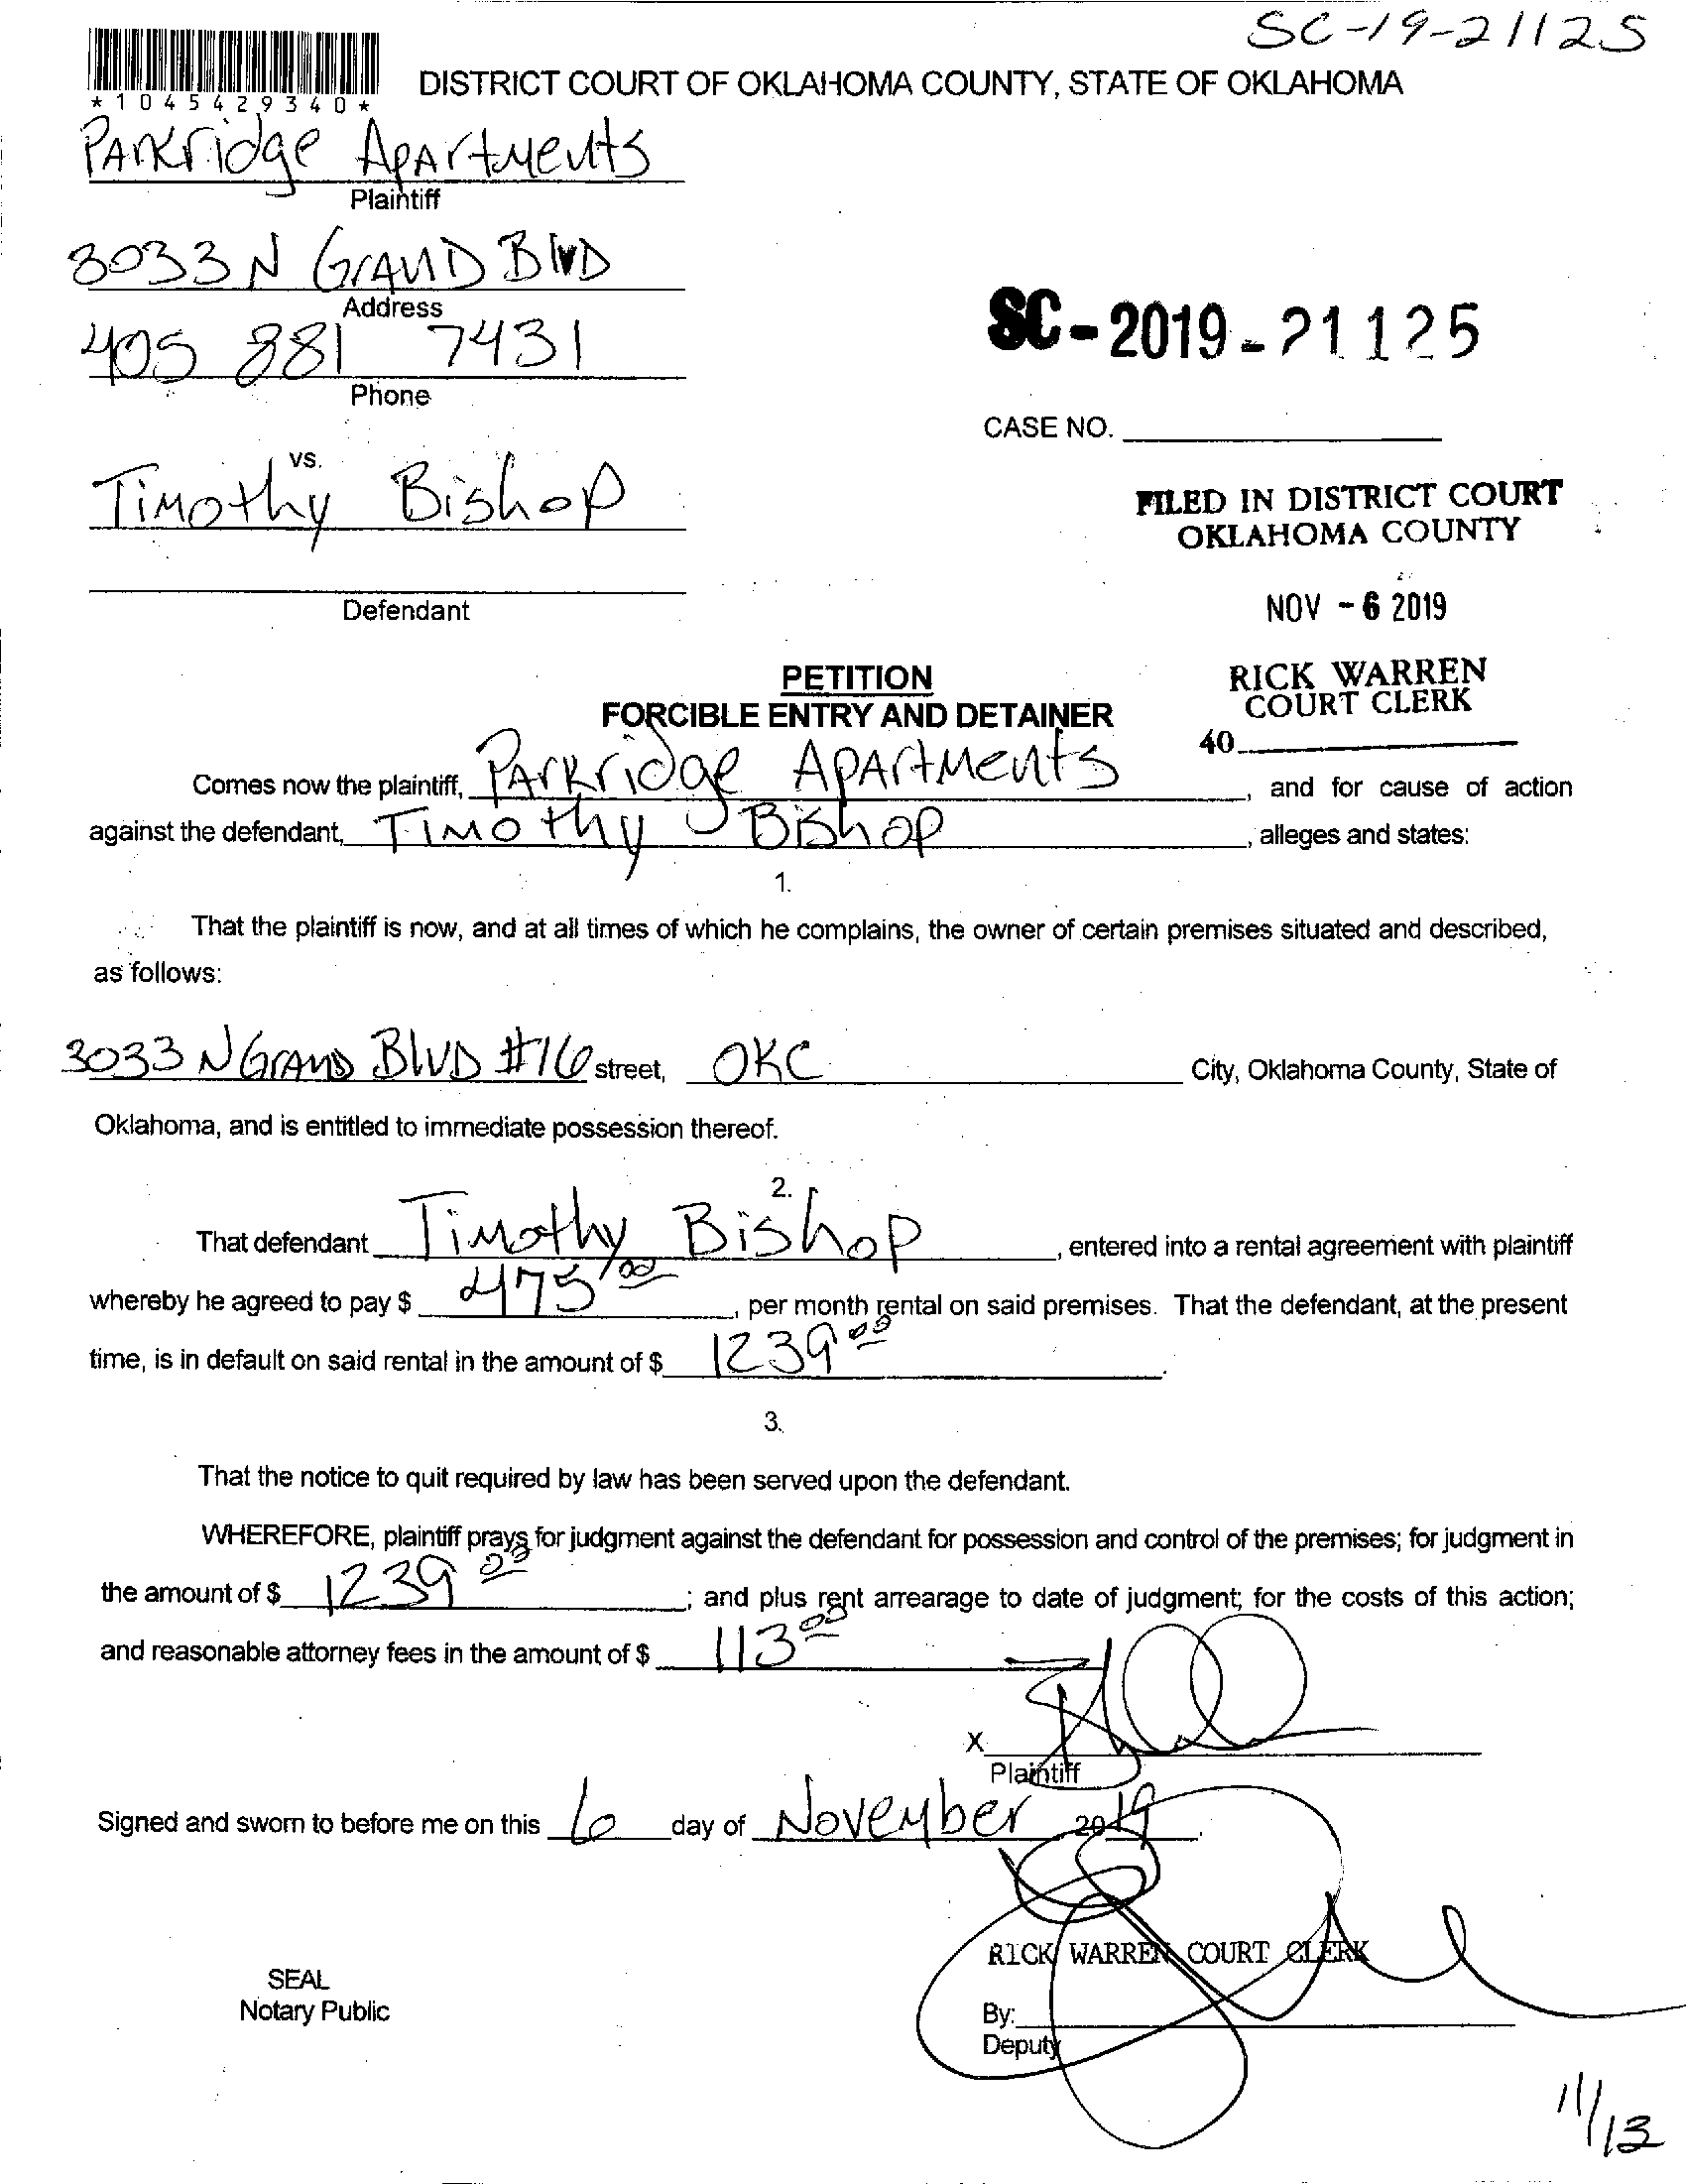 SC-19-21125
*1045429340*
DISTRICT COURT OF OKLAHOMA COUNTY, STATE OF OKLAHOMA
Parkridge Apartments
Plaintiff
3033 N Grand Blvd
Address
405 881 7431
Phone
SC-2019-21125
CASE NO.
vs.
Timothy Bishop
Defendant
FILED IN DISTRICT COURT
OKLAHOMA COUNTY
NOV - 6 2019
RICK WARREN
COURT CLERK
40
PETITION
FORCIBLE ENTRY AND DETAINER
Comes now the plaintiff, Parkridge Apartments, and for cause of action
against the defendant, Timothy Bishop, alleges and states:
1.
That the plaintiff is now, and at all times of which he complains, the owner of certain premises situated and described,
as follows:
3033 N Grand Blvd #16 street, OKC City, Oklahoma County, State of
Oklahoma, and is entitled to immediate possession thereof.
2.
That defendant Timothy Bishop, entered into a rental agreement with plaintiff
whereby he agreed to pay $ 475.00, per month rental on said premises. That the defendant, at the present
time, is in default on said rental in the amount of $ 1239 00.
3.
That the notice to quit required by law has been served upon the defendant.
WHEREFORE, plaintiff prays for judgment against the defendant for possession and control of the premises; for judgment in
the amount of $ 1239 00; and plus rent arrearage to date of judgment; for the costs of this action;
and reasonable attorney fees in the amount of $ 113 00
X
Plaintiff
Signed and sworn to before me on this 6 day of November 2019.
RICK WARREN COURT CLERK
SEAL
Notary Public
By:
Deputy
11/13